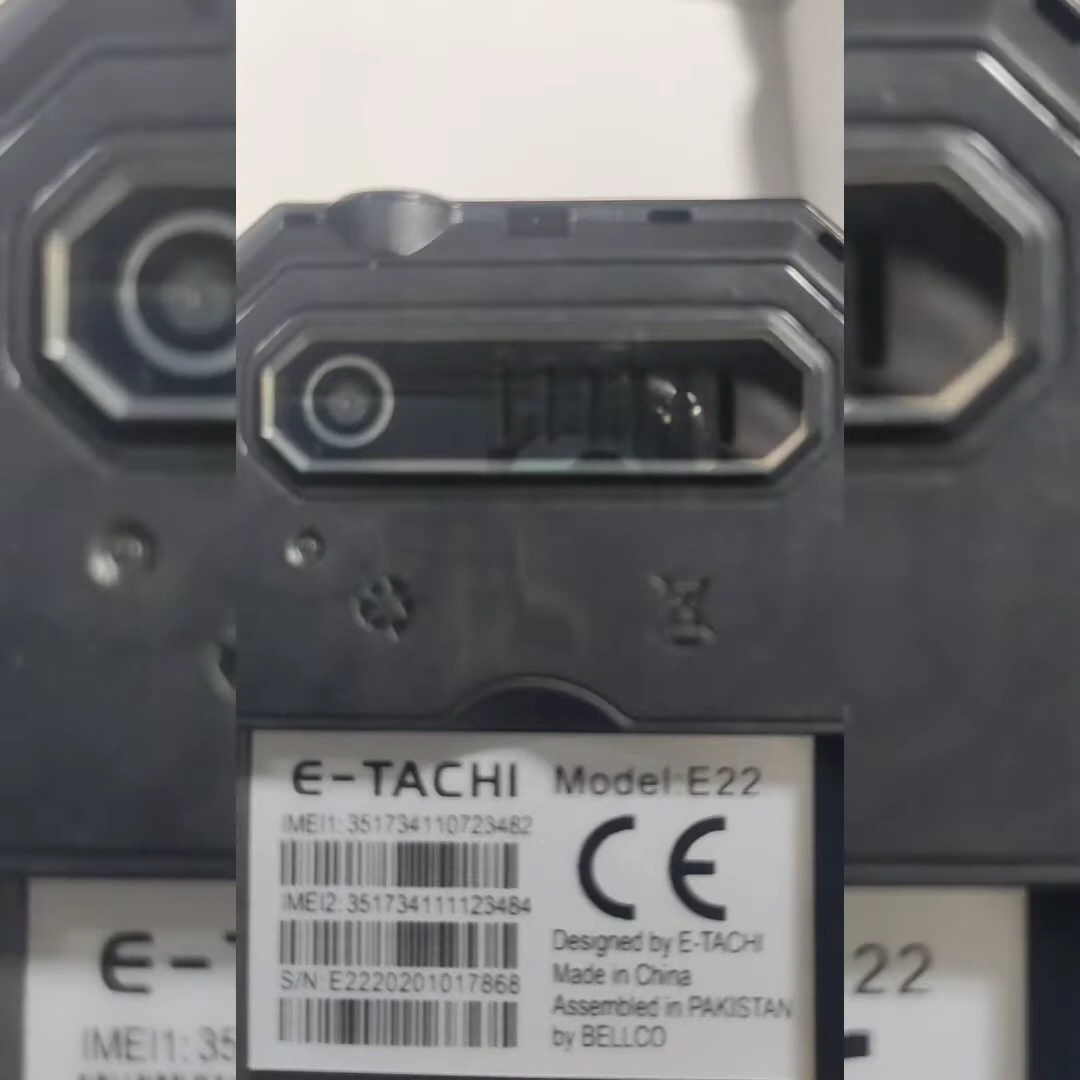 E-TACHI Model:E22
IMEI1: 351734110723482
IMEI2: 351734111123484
S/N: E2220201017868
CE
Designed by E-TACHI
Made in China
Assembled in PAKISTAN
by BELLCO